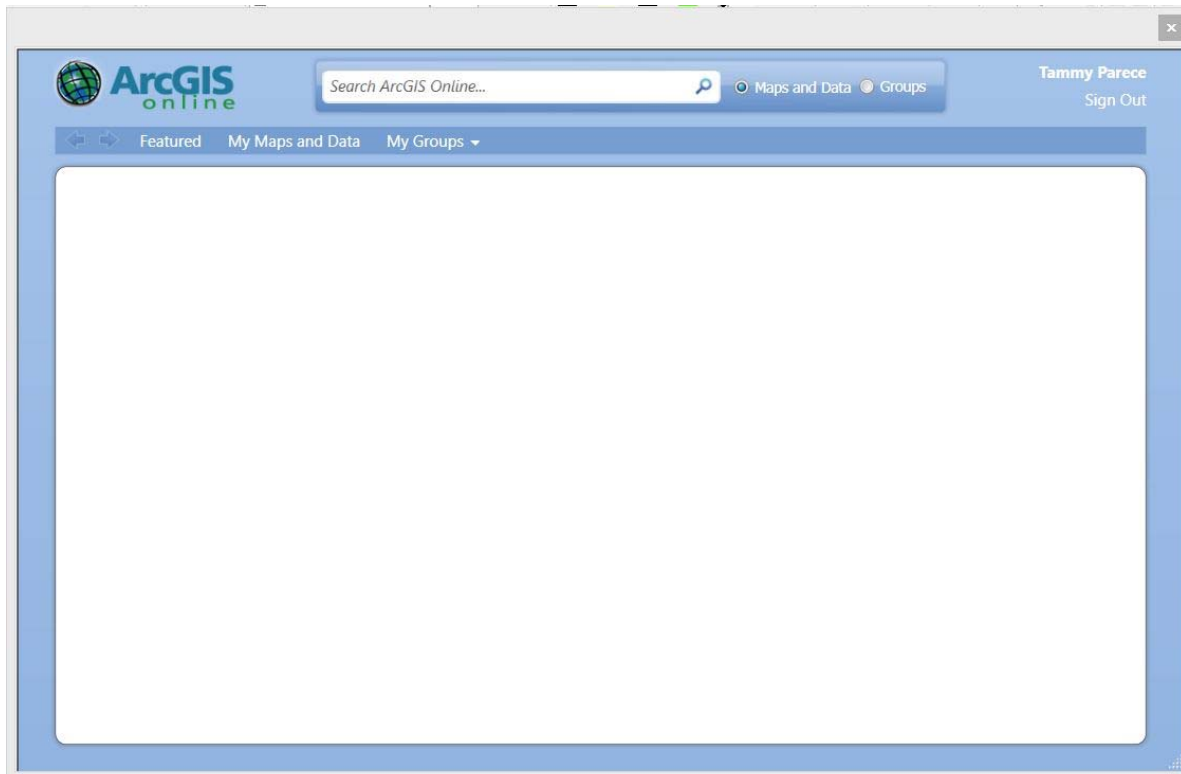 ArcGIS
online
Search ArcGIS Online...
Maps and Data Groups
Tammy Parece
Sign Out
Featured My Maps and Data My Groups